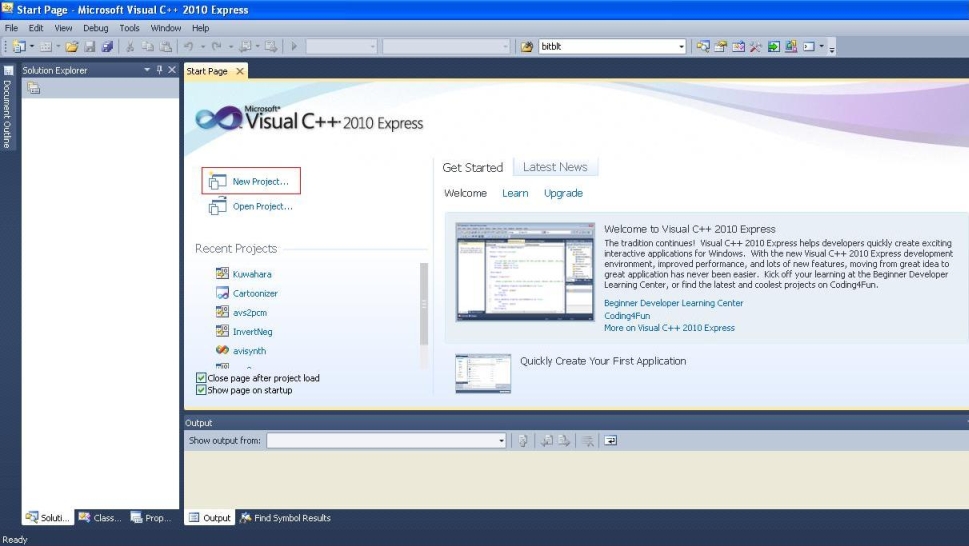 Start Page - Microsoft Visual C++ 2010 Express
File Edit View Debug Tools Window Help
bitblt
Document Outline
Solution Explorer
Start Page
Microsoft®
Visual C++ 2010 Express
New Project...
Open Project...
Recent Projects
Kuwahara
Cartoonizer
avs2pcm
InvertNeg
avisynth
Close page after project load
Show page on startup
Get Started Latest News
Welcome Learn Upgrade
Welcome to Visual C++ 2010 Express
The tradition continues! Visual C++ 2010 Express helps developers quickly create exciting
interactive applications for Windows. With the new Visual C++ 2010 Express development
environment, improved performance, and lots of new features, moving from great idea to
great application has never been easier. Kick off your learning at the Beginner Developer
Learning Center, or find the latest and coolest projects on Coding4Fun.
Beginner Developer Learning Center
Coding4Fun
More on Visual C++ 2010 Express
Quickly Create Your First Application
Output
Show output from:
Soluti... Class... Prop...
Output Find Symbol Results
Ready